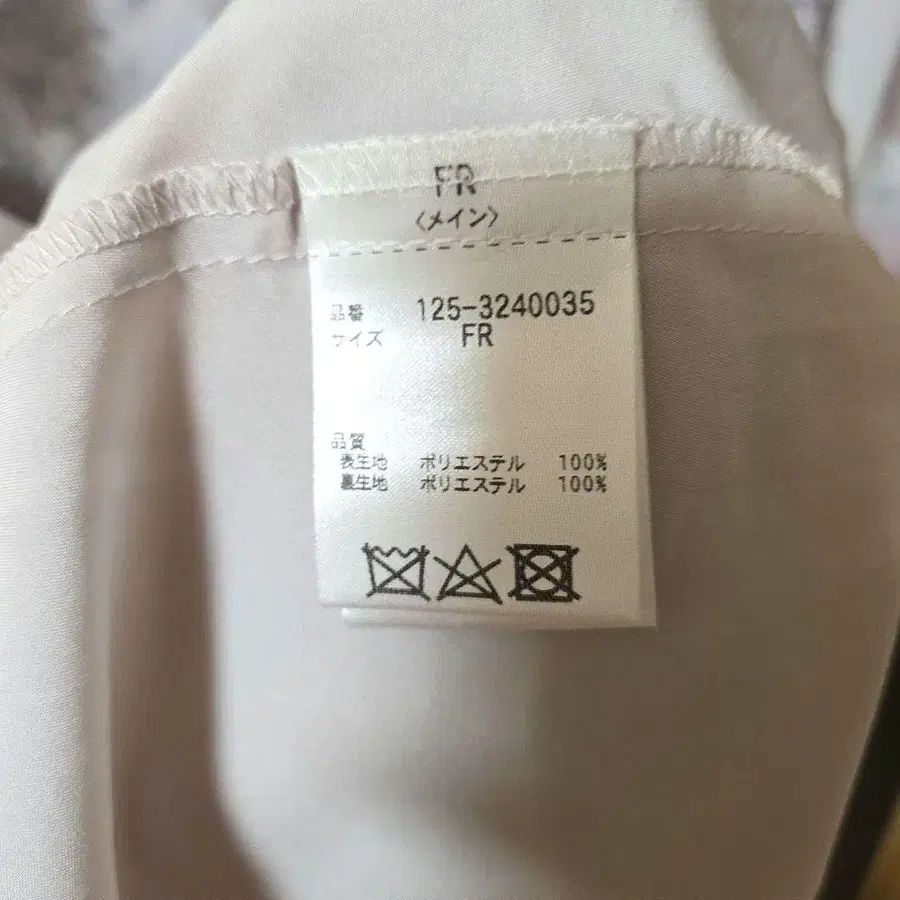 FR
〈メイン〉
品番 125-3240035
サイズ FR
品質
表生地 ポリエステル 100%
裏生地 ポリエステル 100%